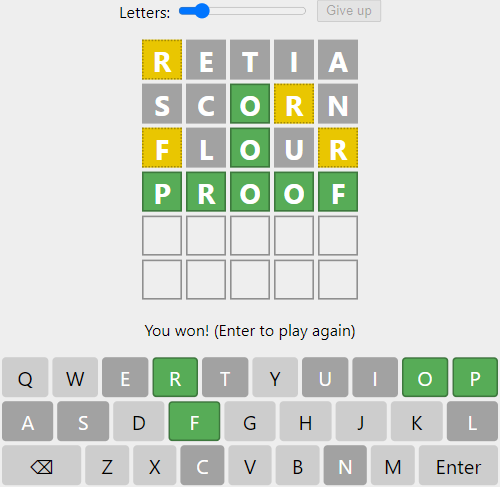 Letters: Give up
R E T I A
S C O R N
F L O U R
P R O O F
You won! (Enter to play again)
Q W E R T Y U I O P
A S D F G H J K L
⌫ Z X C V B N M Enter